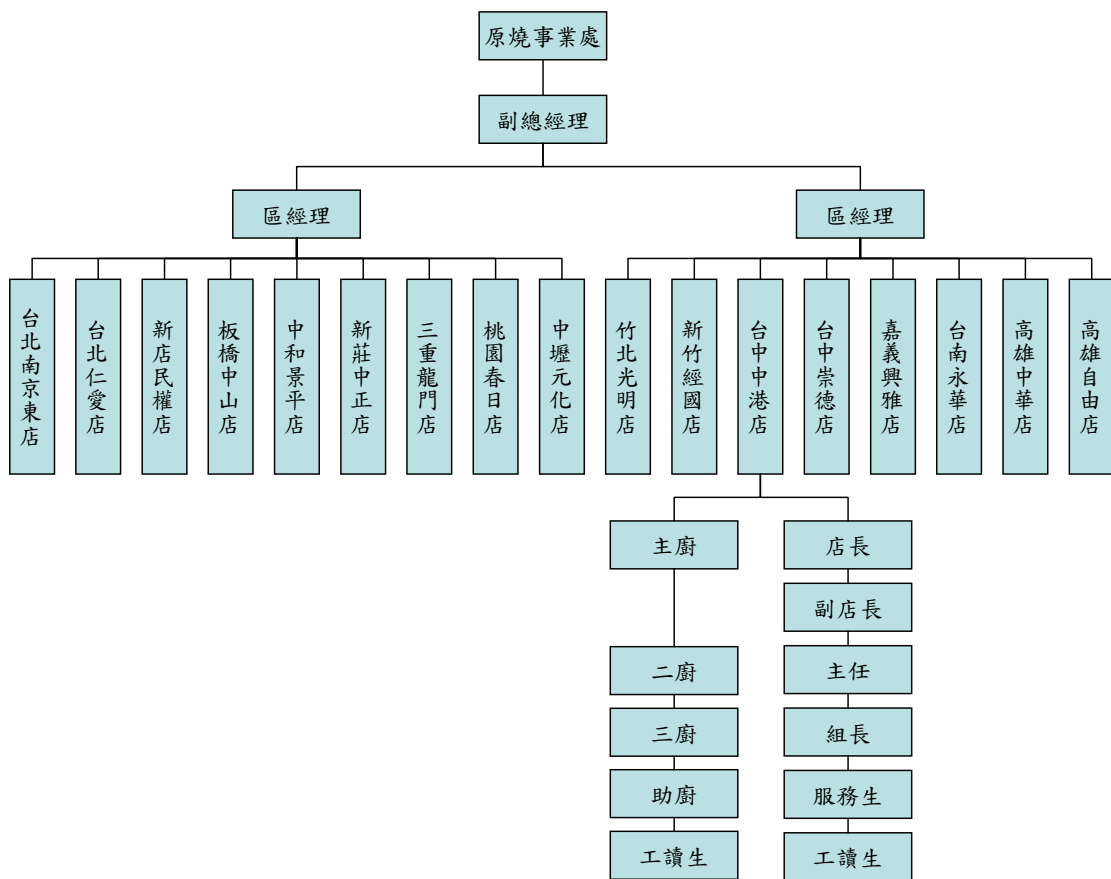 原燒事業處
副總經理
區經理
區經理
台北南京東店
台北仁愛店
新店民權店
板橋中山店
中和景平店
新莊中正店
三重龍門店
桃園春日店
中壢元化店
竹北光明店
新竹經國店
台中中港店
台中崇德店
嘉義興雅店
台南永華店
高雄中華店
高雄自由店
主廚
店長
副店長
二廚
主任
三廚
組長
助廚
服務生
工讀生
工讀生